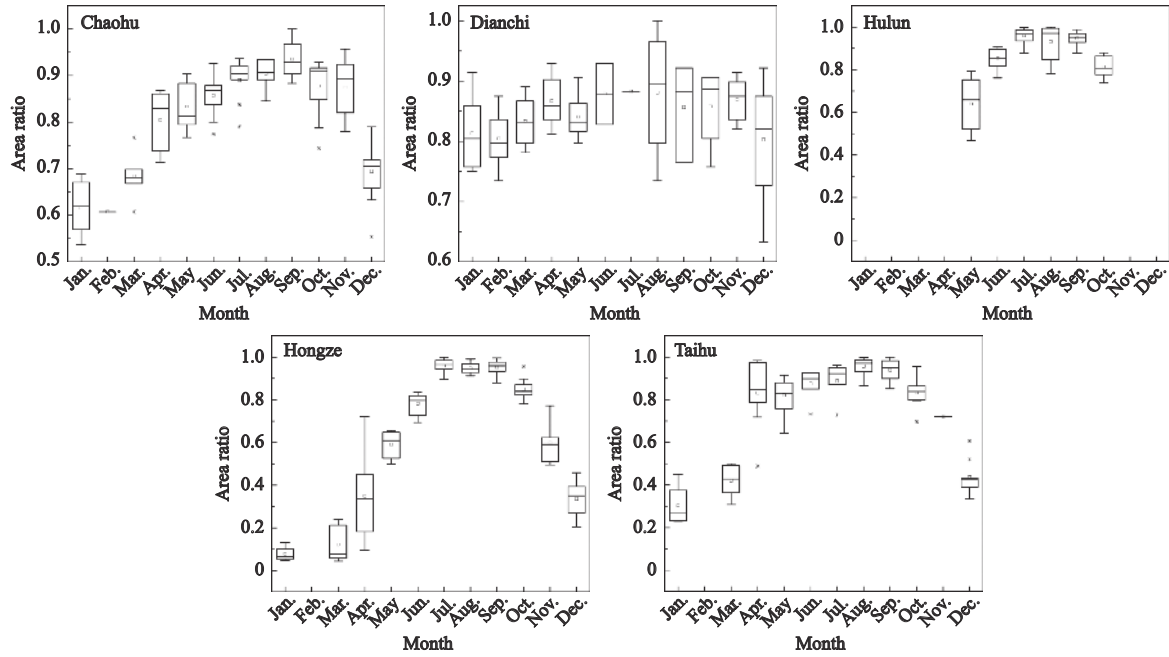 Chaohu
1.0
0.9
0.8
0.7
0.6
0.5
Area ratio
Jan. Feb. Mar. Apr. May Jun. Jul. Aug. Sep. Oct. Nov. Dec.
Month
Dianchi
1.0
0.9
0.8
0.7
0.6
Area ratio
Jan. Feb. Mar. Apr. May Jun. Jul. Aug. Sep. Oct. Nov. Dec.
Month
Hulun
1.0
0.8
0.6
0.4
0.2
0
Area ratio
Jan. Feb. Mar. Apr. May Jun. Jul. Aug. Sep. Oct. Nov. Dec.
Month
Hongze
1.0
0.8
0.6
0.4
0.2
0
Area ratio
Jan. Feb. Mar. Apr. May Jun. Jul. Aug. Sep. Oct. Nov. Dec.
Month
Taihu
1.0
0.8
0.6
0.4
0.2
0
Area ratio
Jan. Feb. Mar. Apr. May Jun. Jul. Aug. Sep. Oct. Nov. Dec.
Month